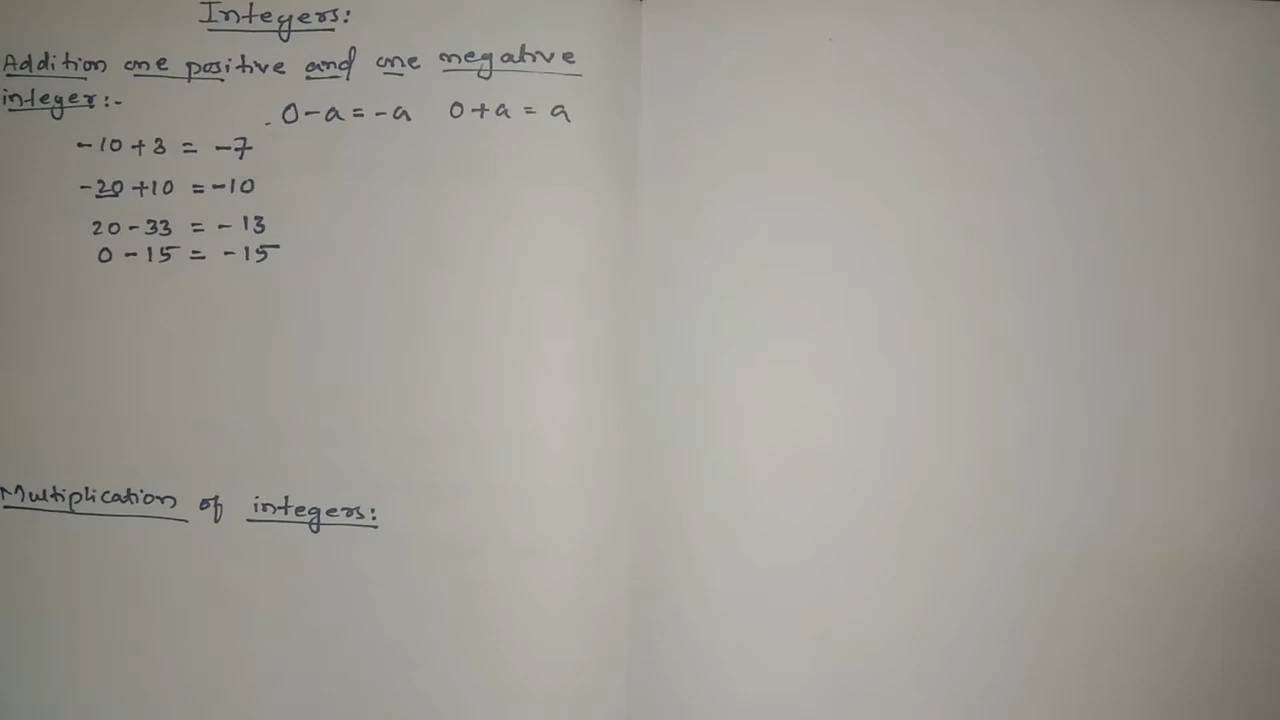 Integers:
Addition one positive and one negative
integer:-
0-a=-a 0+a=a
-10+3 = -7
-20+10 =-10
20-33 = -13
0-15= -15
Multiplication of integers: